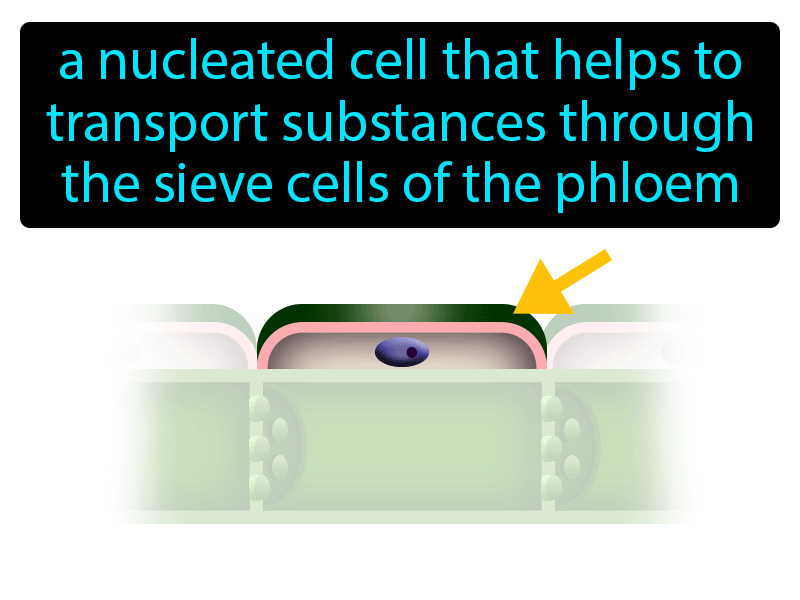 a nucleated cell that helps to
transport substances through
the sieve cells of the phloem